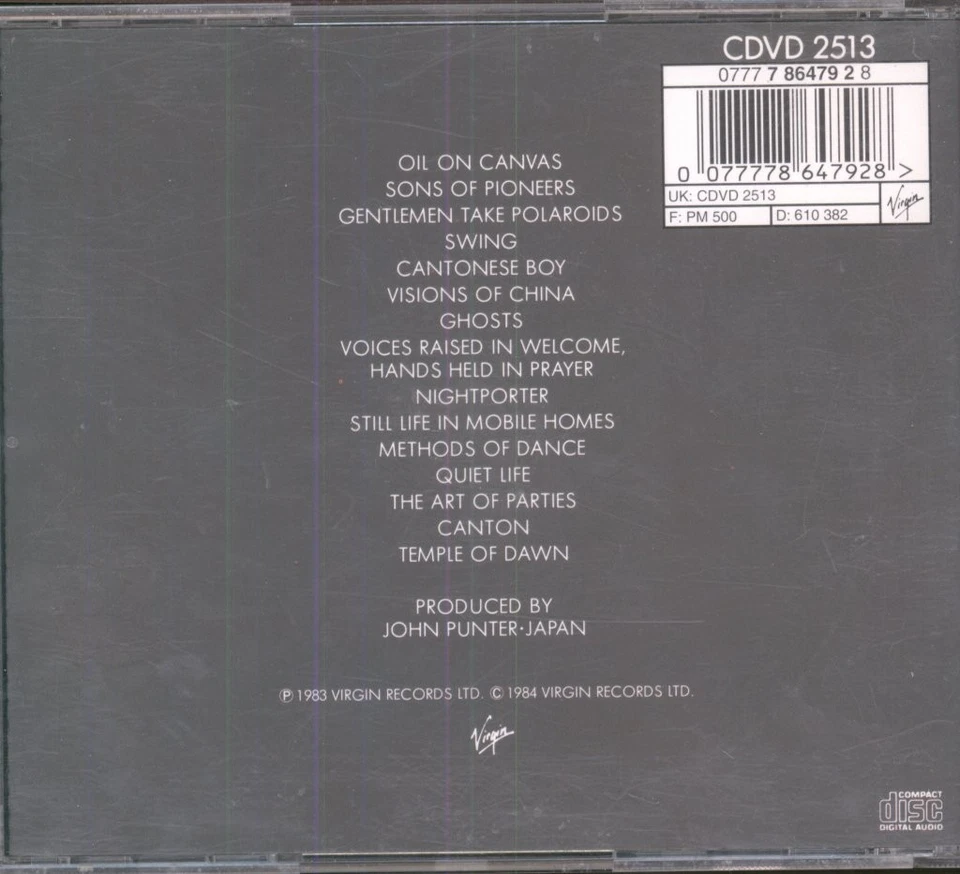 CDVD 2513
0777 7 86479 2 8
0 077778 647928 >
UK: CDVD 2513
F: PM 500
D: 610 382
Virgin
OIL ON CANVAS
SONS OF PIONEERS
GENTLEMEN TAKE POLAROIDS
SWING
CANTONESE BOY
VISIONS OF CHINA
GHOSTS
VOICES RAISED IN WELCOME,
HANDS HELD IN PRAYER
NIGHTPORTER
STILL LIFE IN MOBILE HOMES
METHODS OF DANCE
QUIET LIFE
THE ART OF PARTIES
CANTON
TEMPLE OF DAWN
PRODUCED BY
JOHN PUNTER·JAPAN
℗ 1983 VIRGIN RECORDS LTD. © 1984 VIRGIN RECORDS LTD.
Virgin
COMPACT
disc
DIGITAL AUDIO